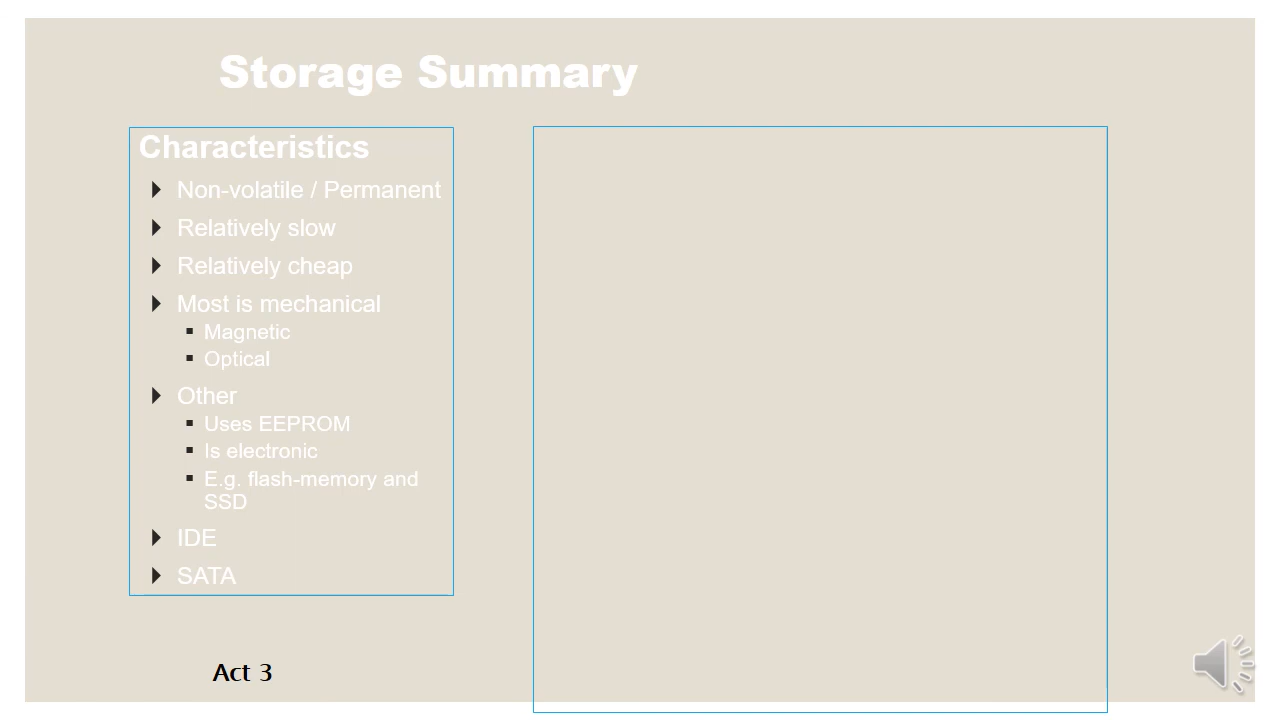 Storage Summary
Characteristics
Non-volatile / Permanent
Relatively slow
Relatively cheap
Most is mechanical
Magnetic
Optical
Other
Uses EEPROM
Is electronic
E.g. flash-memory and
SSD
IDE
SATA
Act 3